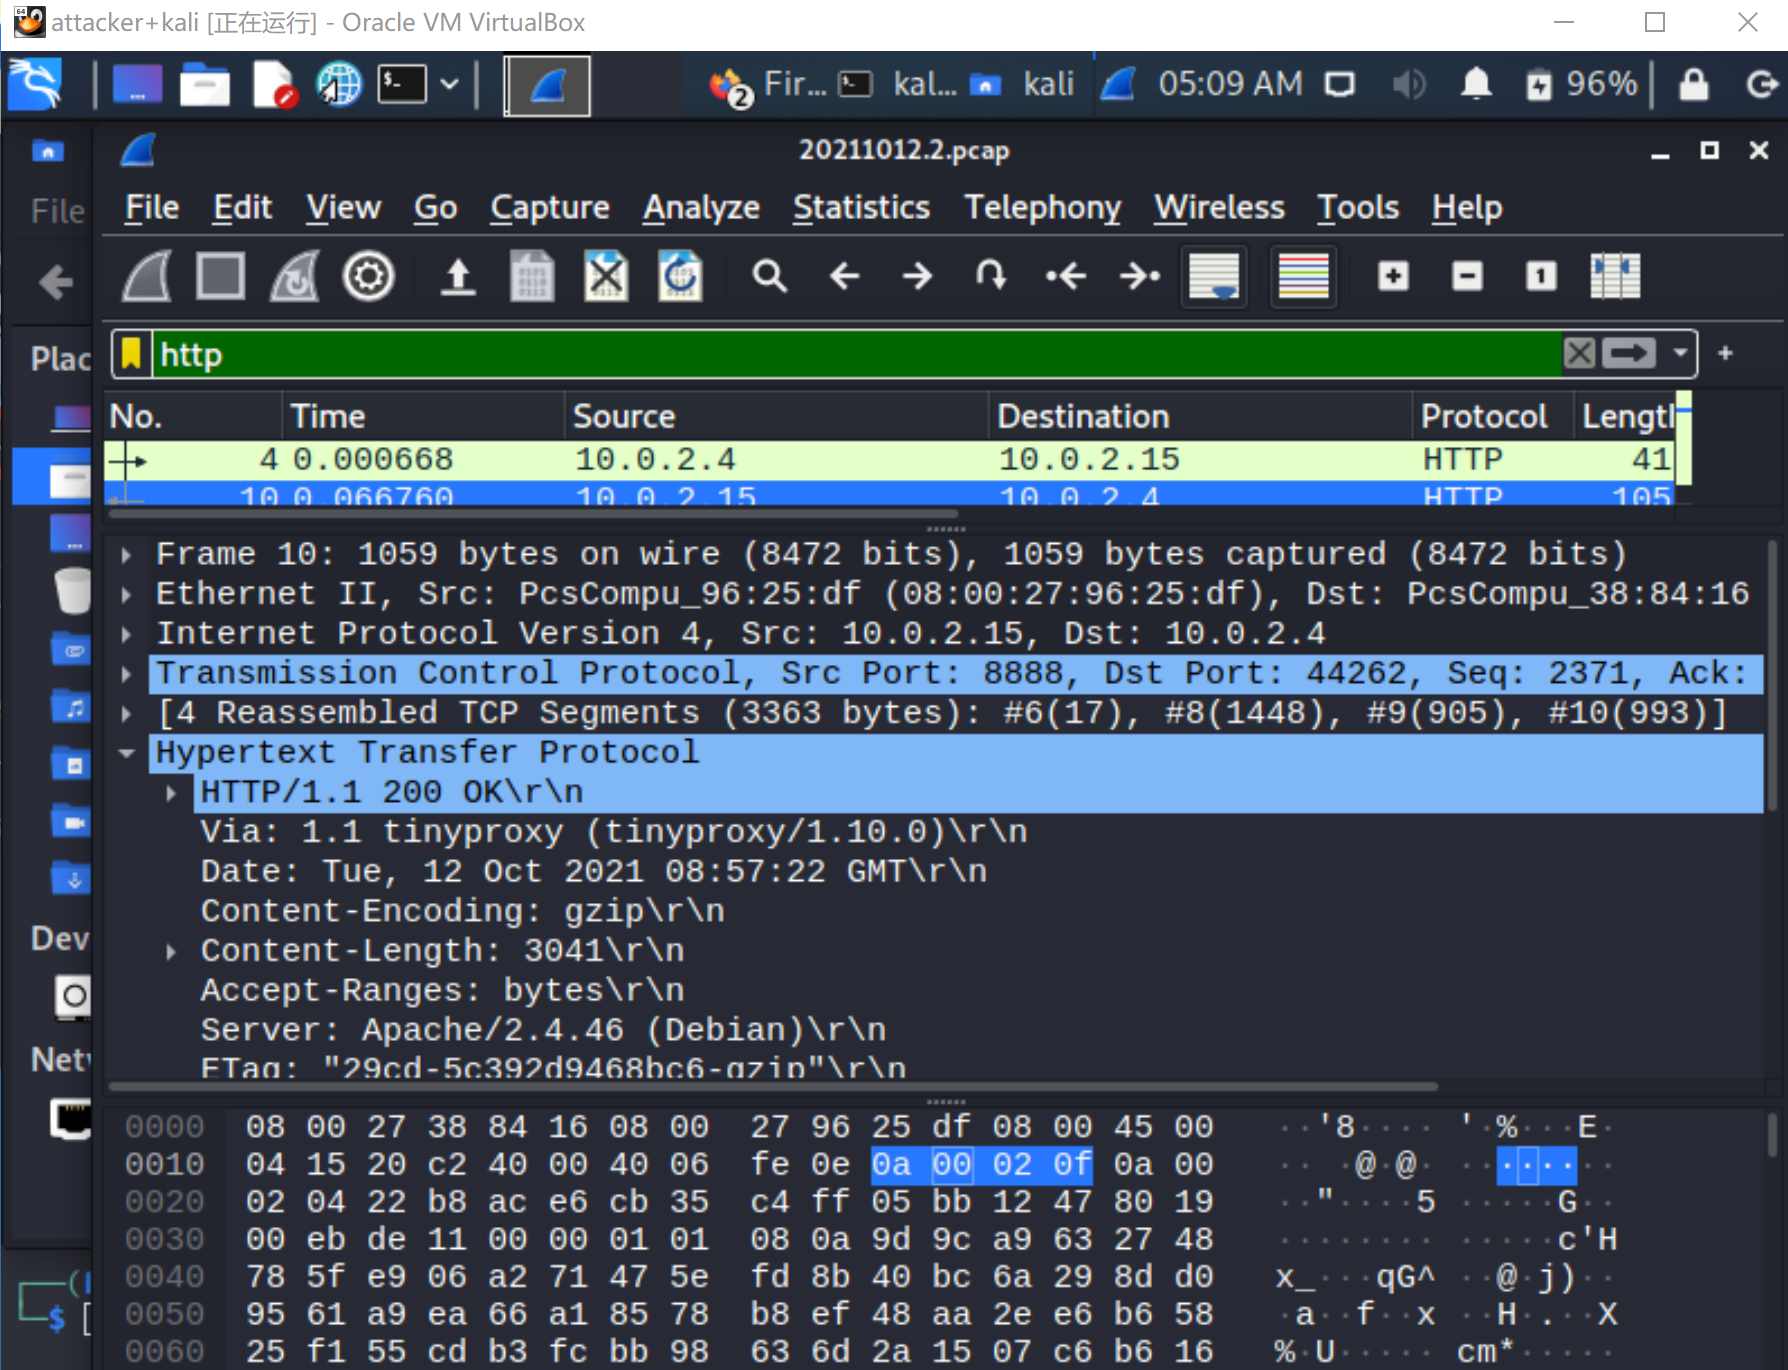 attacker+kali [正在运行] - Oracle VM VirtualBox
2 Fir... kal... kali 05:09 AM 96%
20211012.2.pcap
File
File Edit View Go Capture Analyze Statistics Telephony Wireless Tools Help
Plac
http
No. Time Source Destination Protocol Lengtl
4 0.000668 10.0.2.4 10.0.2.15 HTTP 41
10 0.066760 10.0.2.15 10.0.2.4 HTTP 105
Frame 10: 1059 bytes on wire (8472 bits), 1059 bytes captured (8472 bits)
Ethernet II, Src: PcsCompu_96:25:df (08:00:27:96:25:df), Dst: PcsCompu_38:84:16
Internet Protocol Version 4, Src: 10.0.2.15, Dst: 10.0.2.4
Transmission Control Protocol, Src Port: 8888, Dst Port: 44262, Seq: 2371, Ack:
[4 Reassembled TCP Segments (3363 bytes): #6(17), #8(1448), #9(905), #10(993)]
Hypertext Transfer Protocol
HTTP/1.1 200 OK\r\n
Via: 1.1 tinyproxy (tinyproxy/1.10.0)\r\n
Date: Tue, 12 Oct 2021 08:57:22 GMT\r\n
Content-Encoding: gzip\r\n
Dev
Content-Length: 3041\r\n
Accept-Ranges: bytes\r\n
Server: Apache/2.4.46 (Debian)\r\n
Netw
ETag: "29cd-5c392d9468bc6-gzip"\r\n
0000 08 00 27 38 84 16 08 00 27 96 25 df 08 00 45 00 ··'8···· '·%···E·
0010 04 15 20 c2 40 00 40 06 fe 0e 0a 00 02 0f 0a 00 ·· ·@·@· ········
0020 02 04 22 b8 ac e6 cb 35 c4 ff 05 bb 12 47 80 19 ··"····5 ·····G··
0030 00 eb de 11 00 00 01 01 08 0a 9d 9c a9 63 27 48 ········ ·····c'H
0040 78 5f e9 06 a2 71 47 5e fd 8b 40 bc 6a 29 8d d0 x_···qG^ ··@·j)··
0050 95 61 a9 ea 66 a1 85 78 b8 ef 48 aa 2e e6 b6 58 ·a··f··x ··H·.··X
0060 25 f1 55 cd b3 fc bb 98 63 6d 2a 15 07 c6 b6 16 %·U····· cm*·····
$